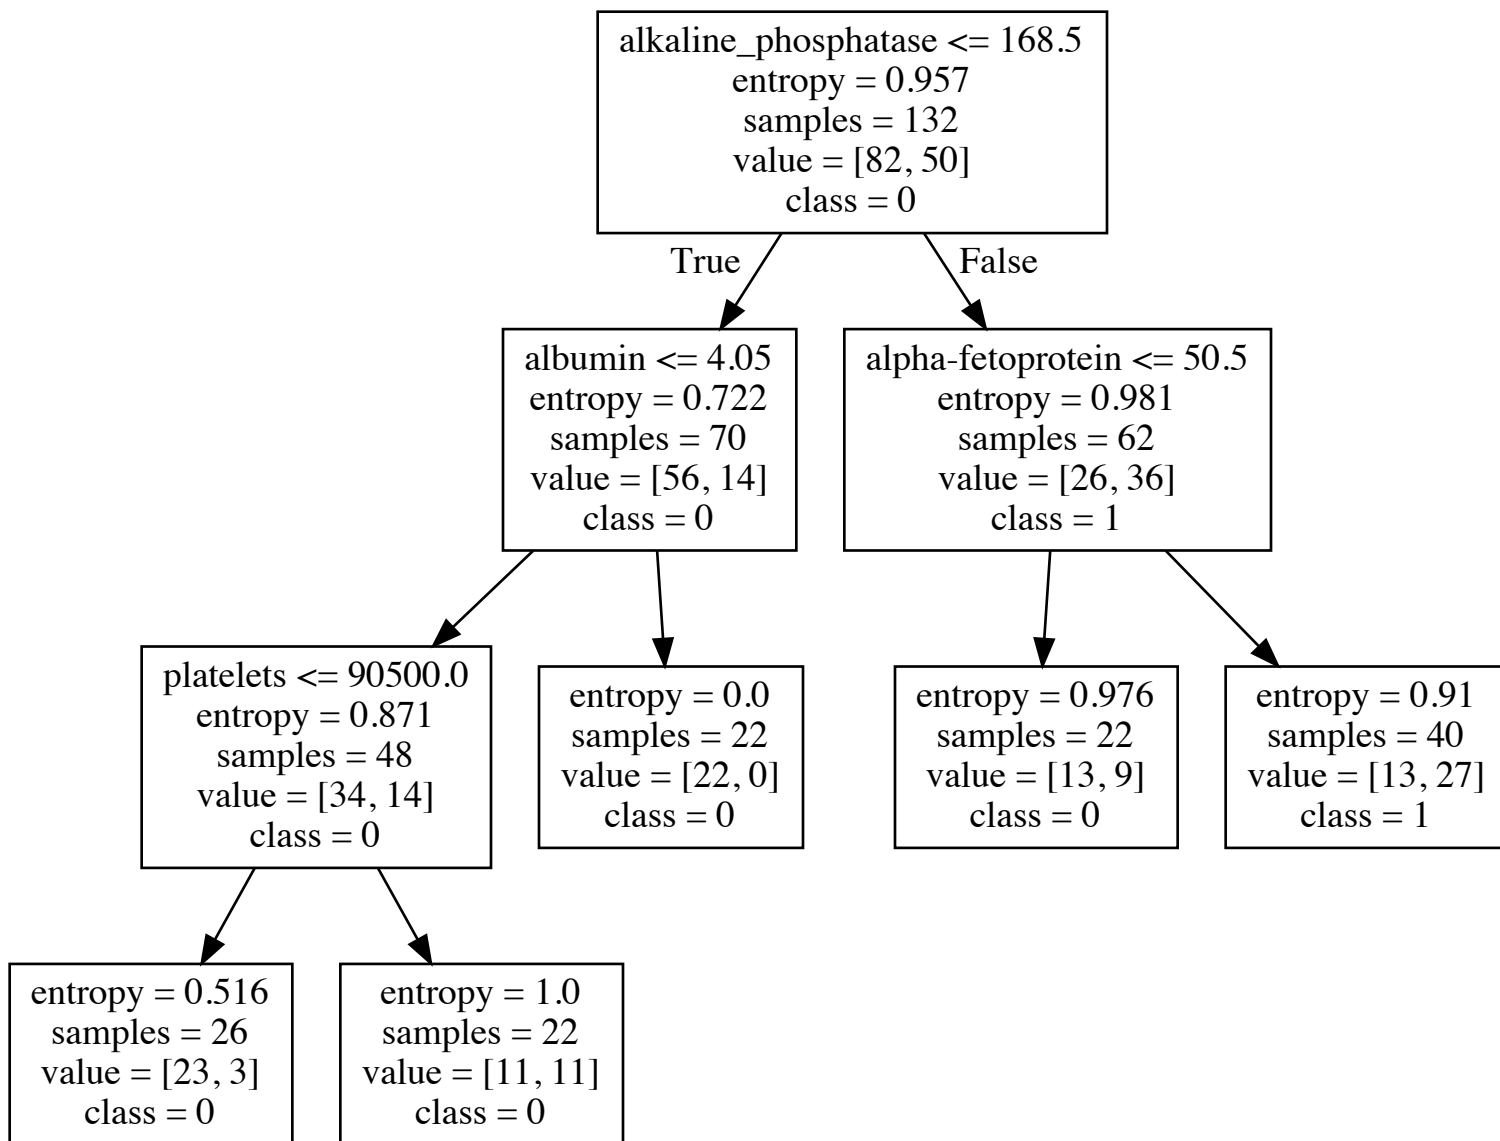 alkaline_phosphatase <= 168.5
entropy = 0.957
samples = 132
value = [82, 50]
class = 0
True
False
albumin <= 4.05
entropy = 0.722
samples = 70
value = [56, 14]
class = 0
alpha-fetoprotein <= 50.5
entropy = 0.981
samples = 62
value = [26, 36]
class = 1
platelets <= 90500.0
entropy = 0.871
samples = 48
value = [34, 14]
class = 0
entropy = 0.0
samples = 22
value = [22, 0]
class = 0
entropy = 0.976
samples = 22
value = [13, 9]
class = 0
entropy = 0.91
samples = 40
value = [13, 27]
class = 1
entropy = 0.516
samples = 26
value = [23, 3]
class = 0
entropy = 1.0
samples = 22
value = [11, 11]
class = 0